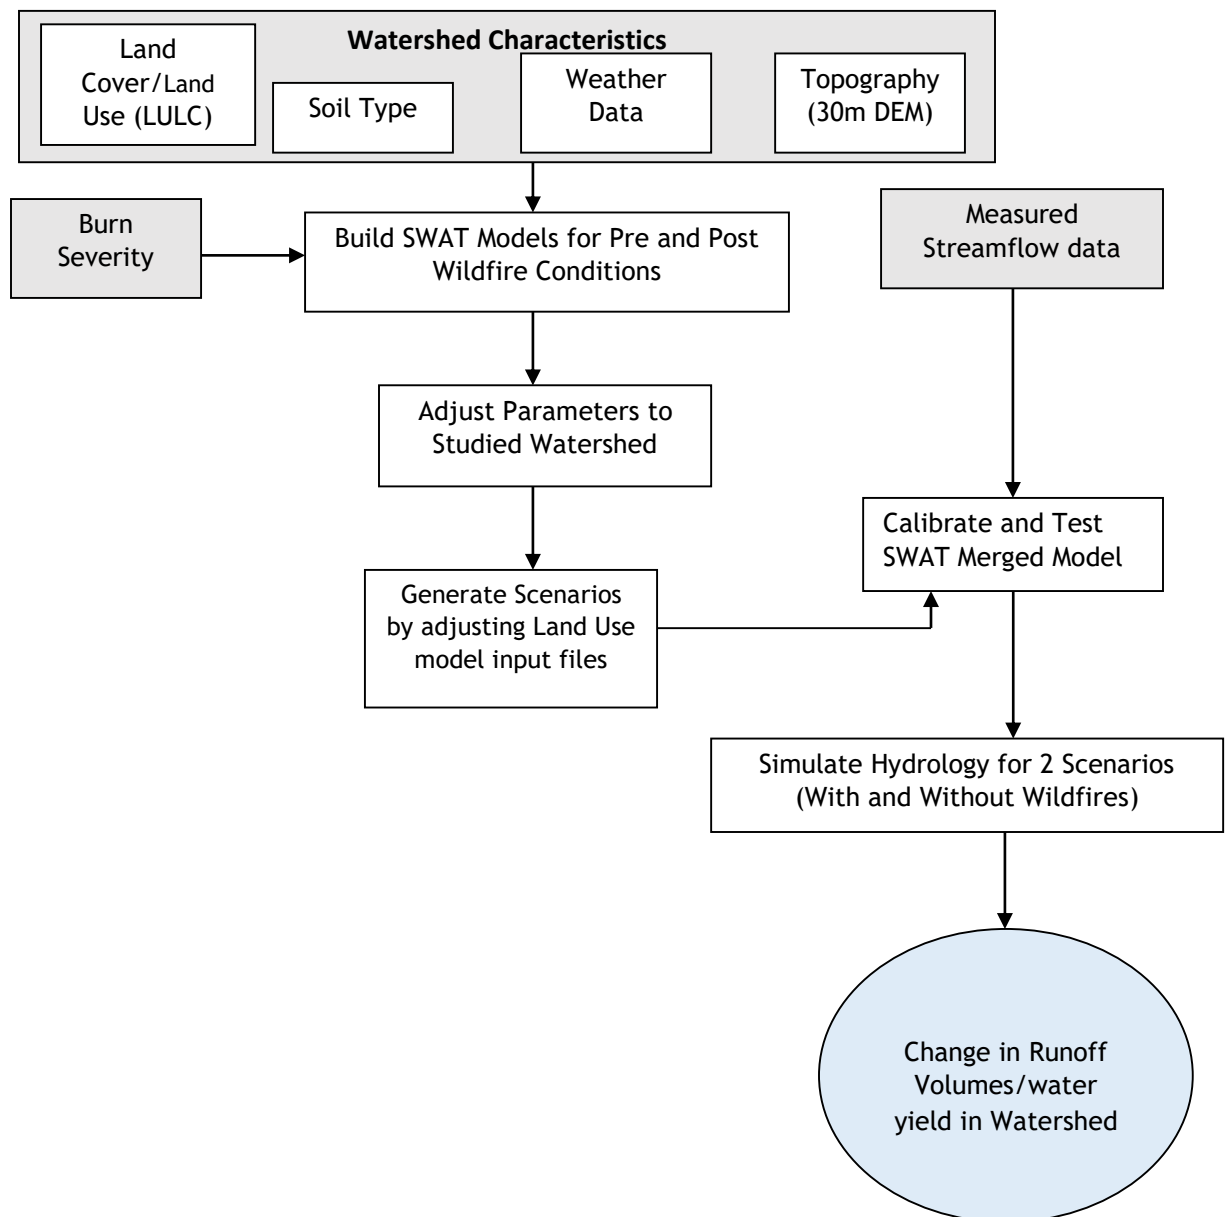 Watershed Characteristics
Land
Cover/Land
Use (LULC)
Soil Type
Weather
Data
Topography
(30m DEM)
Burn
Severity
Build SWAT Models for Pre and Post
Wildfire Conditions
Measured
Streamflow data
Adjust Parameters to
Studied Watershed
Calibrate and Test
SWAT Merged Model
Generate Scenarios
by adjusting Land Use
model input files
Simulate Hydrology for 2 Scenarios
(With and Without Wildfires)
Change in Runoff
Volumes/water
yield in Watershed